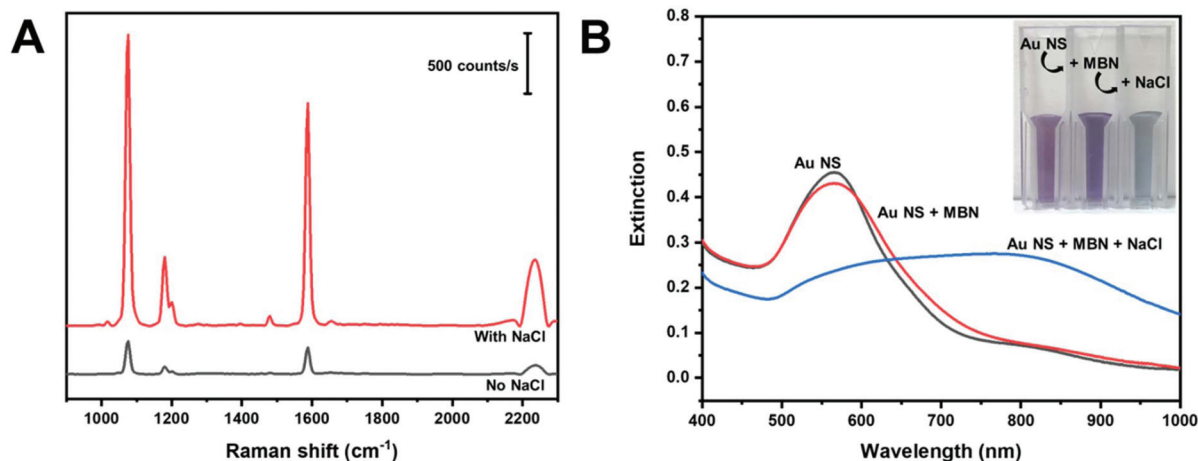 A
500 counts/s
With NaCl
No NaCl
1000 1200 1400 1600 1800 2000 2200
Raman shift (cm⁻¹)
B
0.8
0.7
0.6
0.5
0.4
0.3
0.2
0.1
0.0
Extinction
Au NS
+ MBN
+ NaCl
Au NS
Au NS + MBN
Au NS + MBN + NaCl
400 500 600 700 800 900 1000
Wavelength (nm)